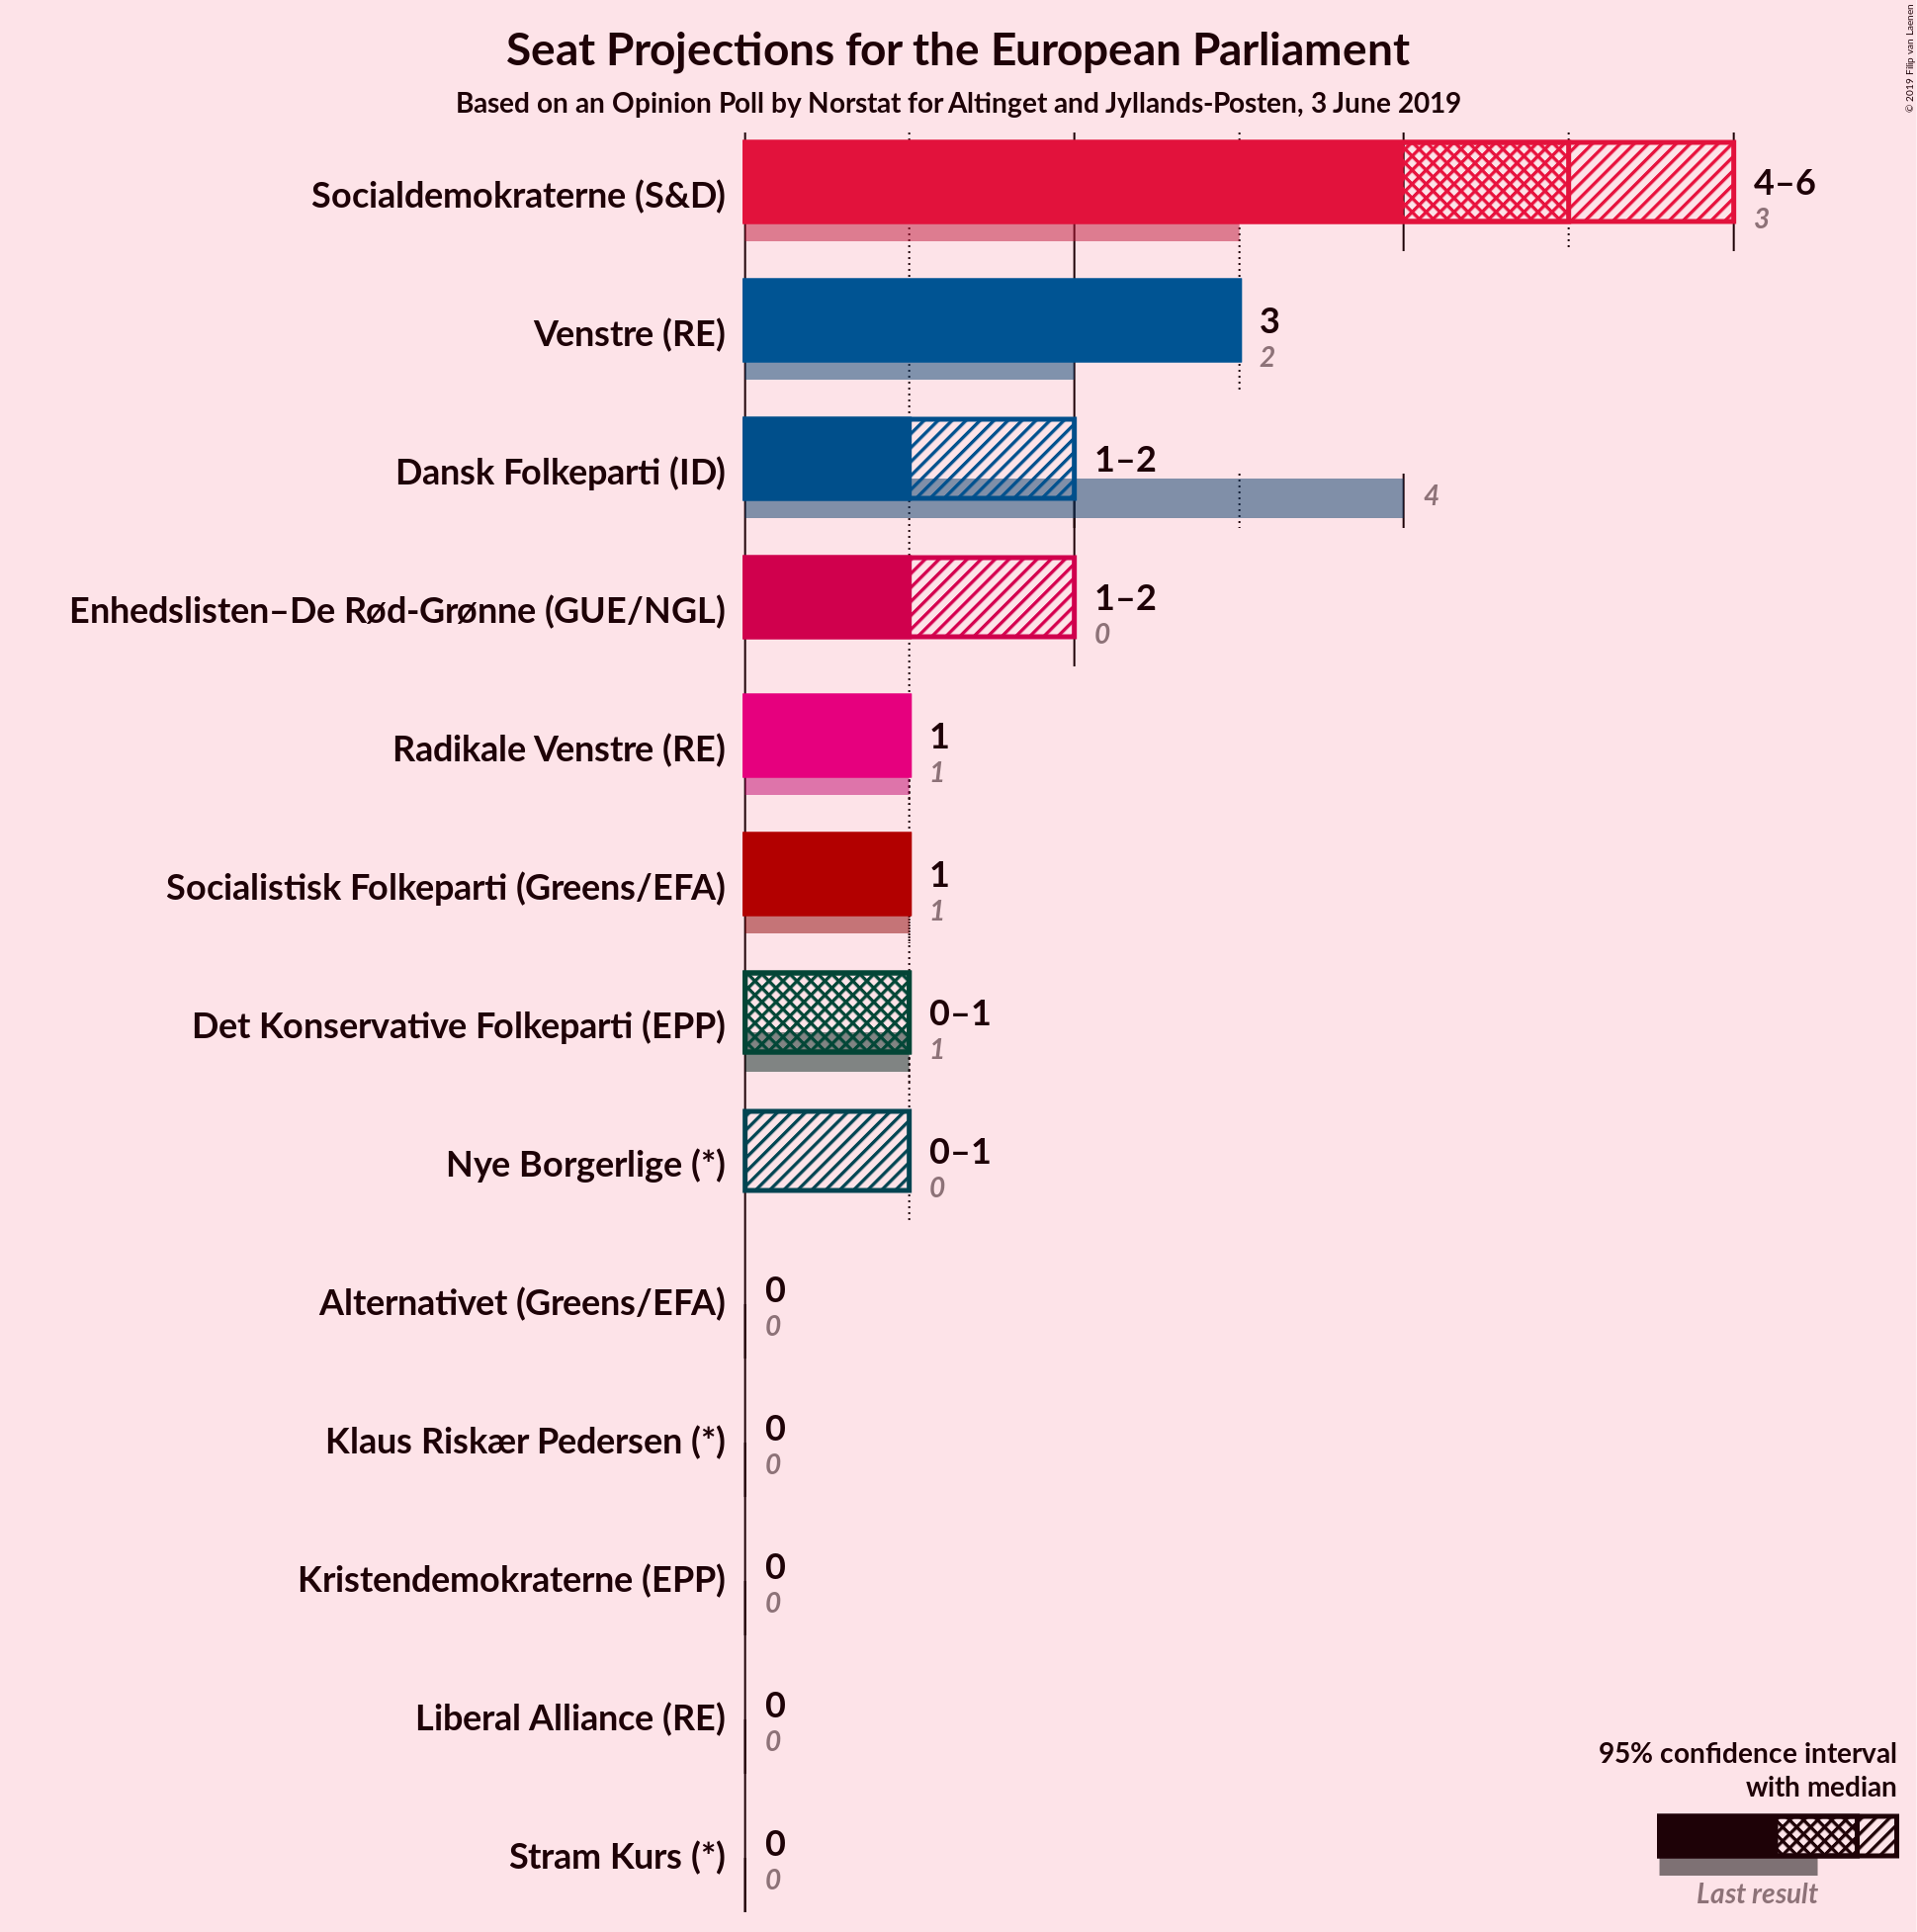 Seat Projections for the European Parliament
Based on an Opinion Poll by Norstat for Altinget and Jyllands-Posten, 3 June 2019
© 2019 Filip van Laenen
Socialdemokraterne (S&D)
4–6
3
Venstre (RE)
3
2
Dansk Folkeparti (ID)
1–2
4
Enhedslisten–De Rød-Grønne (GUE/NGL)
1–2
0
Radikale Venstre (RE)
1
1
Socialistisk Folkeparti (Greens/EFA)
1
1
Det Konservative Folkeparti (EPP)
0–1
1
Nye Borgerlige (*)
0–1
0
Alternativet (Greens/EFA)
0
0
Klaus Riskær Pedersen (*)
0
0
Kristendemokraterne (EPP)
0
0
Liberal Alliance (RE)
0
0
Stram Kurs (*)
0
0
95% confidence interval
with median
Last result